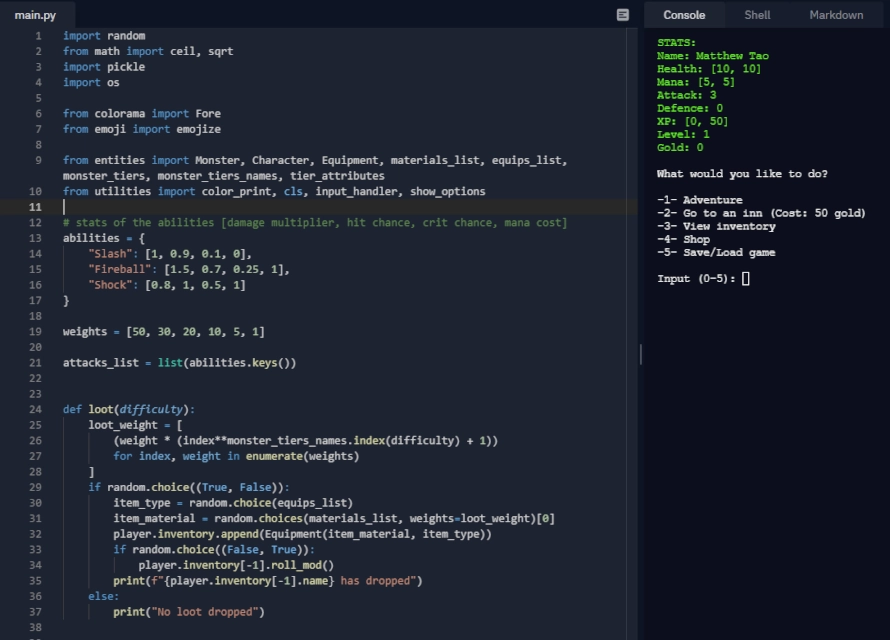 main.py
1 import random
2 from math import ceil, sqrt
3 import pickle
4 import os
5
6 from colorama import Fore
7 from emoji import emojize
8
9 from entities import Monster, Character, Equipment, materials_list, equips_list,
monster_tiers, monster_tiers_names, tier_attributes
10 from utilities import color_print, cls, input_handler, show_options
11
12 # stats of the abilities [damage multiplier, hit chance, crit chance, mana cost]
13 abilities = {
14     "Slash": [1, 0.9, 0.1, 0],
15     "Fireball": [1.5, 0.7, 0.25, 1],
16     "Shock": [0.8, 1, 0.5, 1]
17 }
18
19 weights = [50, 30, 20, 10, 5, 1]
20
21 attacks_list = list(abilities.keys())
22
23
24 def loot(difficulty):
25     loot_weight = [
26         (weight * (index**monster_tiers_names.index(difficulty) + 1))
27         for index, weight in enumerate(weights)
28     ]
29     if random.choice((True, False)):
30         item_type = random.choice(equips_list)
31         item_material = random.choices(materials_list, weights=loot_weight)[0]
32         player.inventory.append(Equipment(item_material, item_type))
33         if random.choice((False, True)):
34             player.inventory[-1].roll_mod()
35         print(f"{player.inventory[-1].name} has dropped")
36     else:
37         print("No loot dropped")
38
Console Shell Markdown
STATS:
Name: Matthew Tao
Health: [10, 10]
Mana: [5, 5]
Attack: 3
Defence: 0
XP: [0, 50]
Level: 1
Gold: 0
What would you like to do?
-1- Adventure
-2- Go to an inn (Cost: 50 gold)
-3- View inventory
-4- Shop
-5- Save/Load game
Input (0-5):